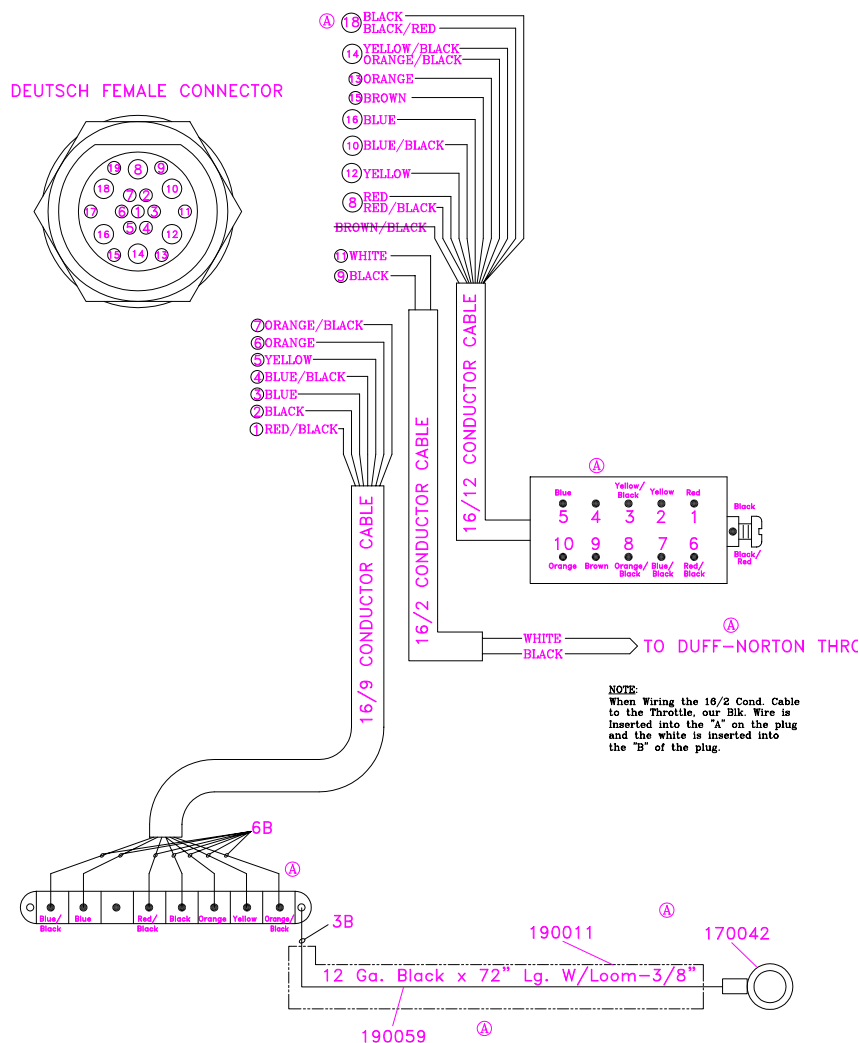 Ⓐ 18 BLACK
BLACK/RED
14 YELLOW/BLACK
ORANGE/BLACK
13 ORANGE
15 BROWN
16 BLUE
10 BLUE/BLACK
12 YELLOW
8 RED
RED/BLACK
BROWN/BLACK
11 WHITE
9 BLACK
DEUTSCH FEMALE CONNECTOR
19 8 9
18 7 2 10
17 6 1 3 11
16 5 4 12
15 14 13
7 ORANGE/BLACK
6 ORANGE
5 YELLOW
4 BLUE/BLACK
3 BLUE
2 BLACK
1 RED/BLACK
16/9 CONDUCTOR CABLE
16/2 CONDUCTOR CABLE
16/12 CONDUCTOR CABLE
Ⓐ
Blue Yellow/ Black Yellow Red
5 4 3 2 1
10 9 8 7 6
Orange Brown Orange/ Black Blue/ Black Red/ Black
Black
Black/ Red
Ⓐ
WHITE
BLACK
TO DUFF-NORTON THRO
NOTE:
When Wiring the 16/2 Cond. Cable
to the Throttle, our Blk. Wire is
Inserted into the "A" on the plug
and the white is inserted into
the "B" of the plug.
6B
Ⓐ
Blue/ Black Blue Red/ Black Black Orange Yellow Orange/ Black
3B
Ⓐ
190011
170042
12 Ga. Black x 72" Lg. W/Loom-3/8"
190059
Ⓐ